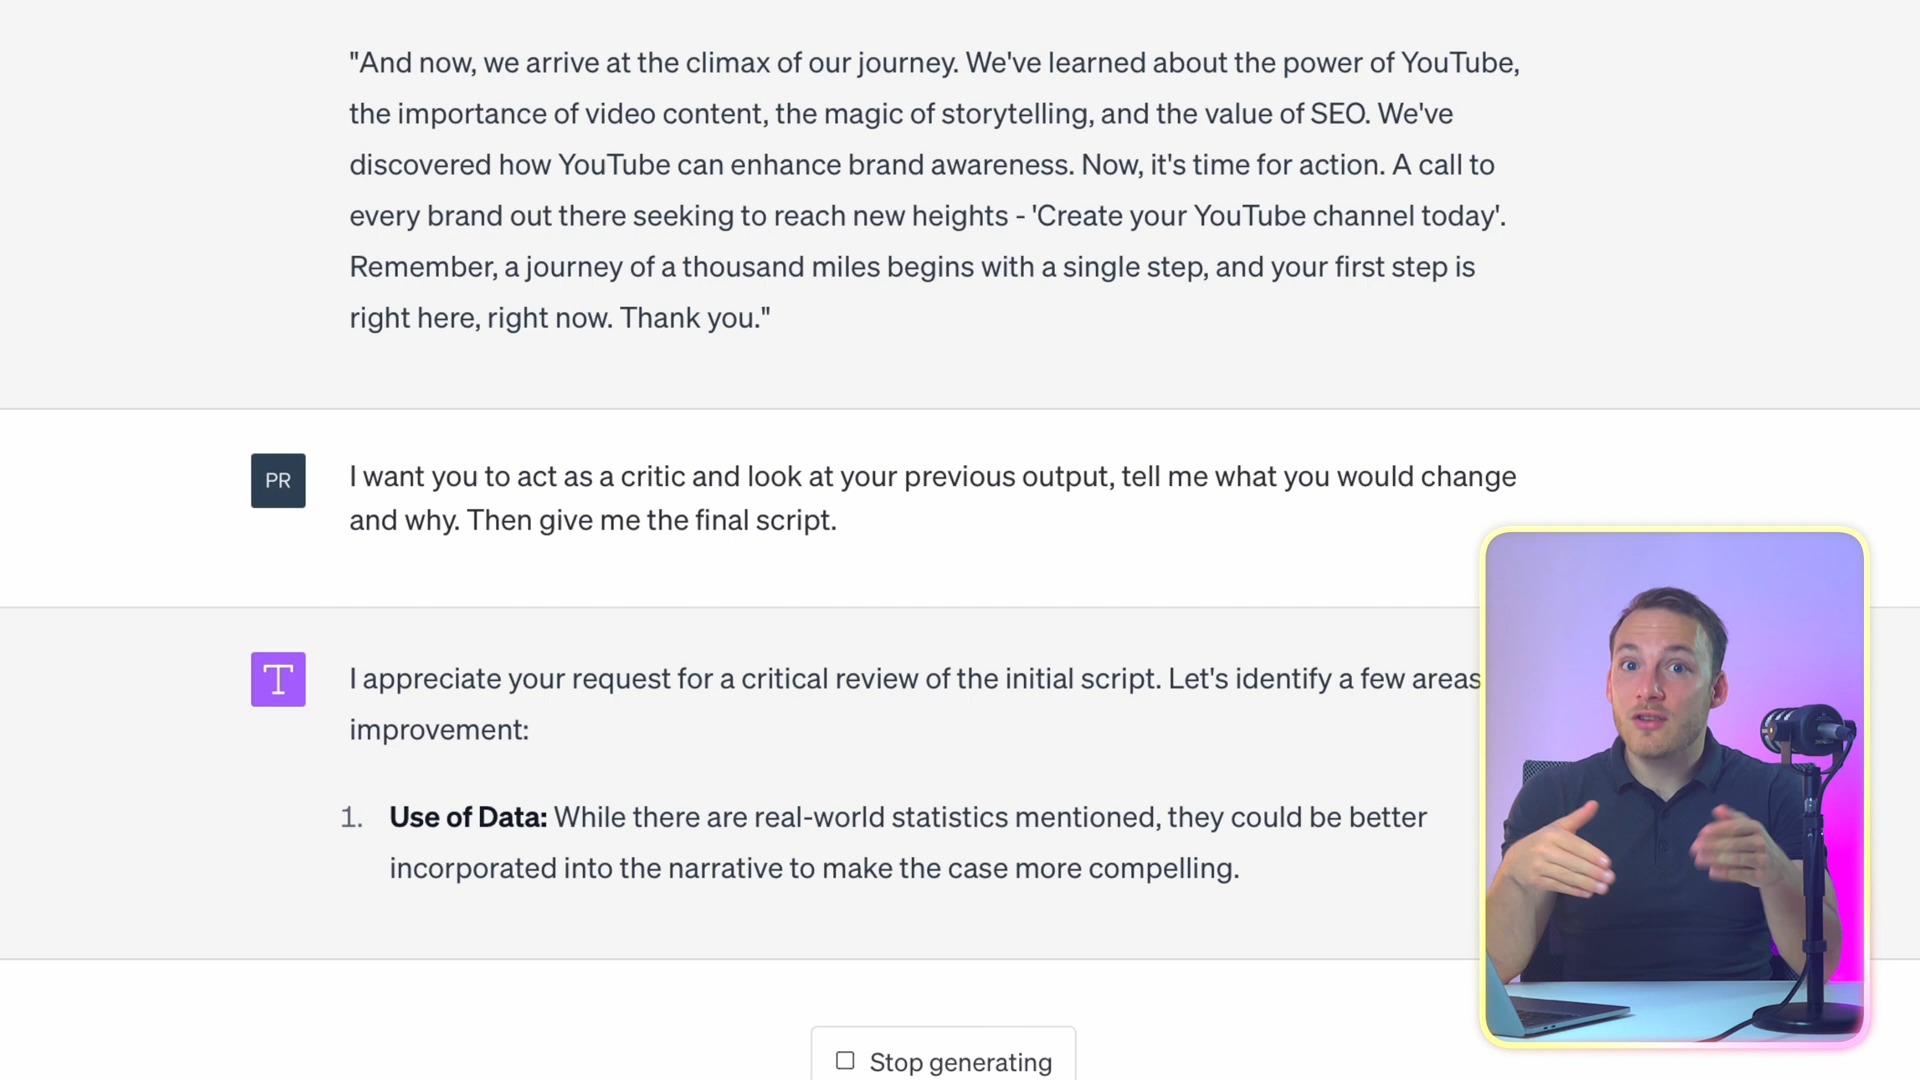 "And now, we arrive at the climax of our journey. We've learned about the power of YouTube,
the importance of video content, the magic of storytelling, and the value of SEO. We've
discovered how YouTube can enhance brand awareness. Now, it's time for action. A call to
every brand out there seeking to reach new heights - 'Create your YouTube channel today'.
Remember, a journey of a thousand miles begins with a single step, and your first step is
right here, right now. Thank you."
PR
I want you to act as a critic and look at your previous output, tell me what you would change
and why. Then give me the final script.
T
I appreciate your request for a critical review of the initial script. Let's identify a few areas
improvement:
1. Use of Data: While there are real-world statistics mentioned, they could be better
incorporated into the narrative to make the case more compelling.
Stop generating